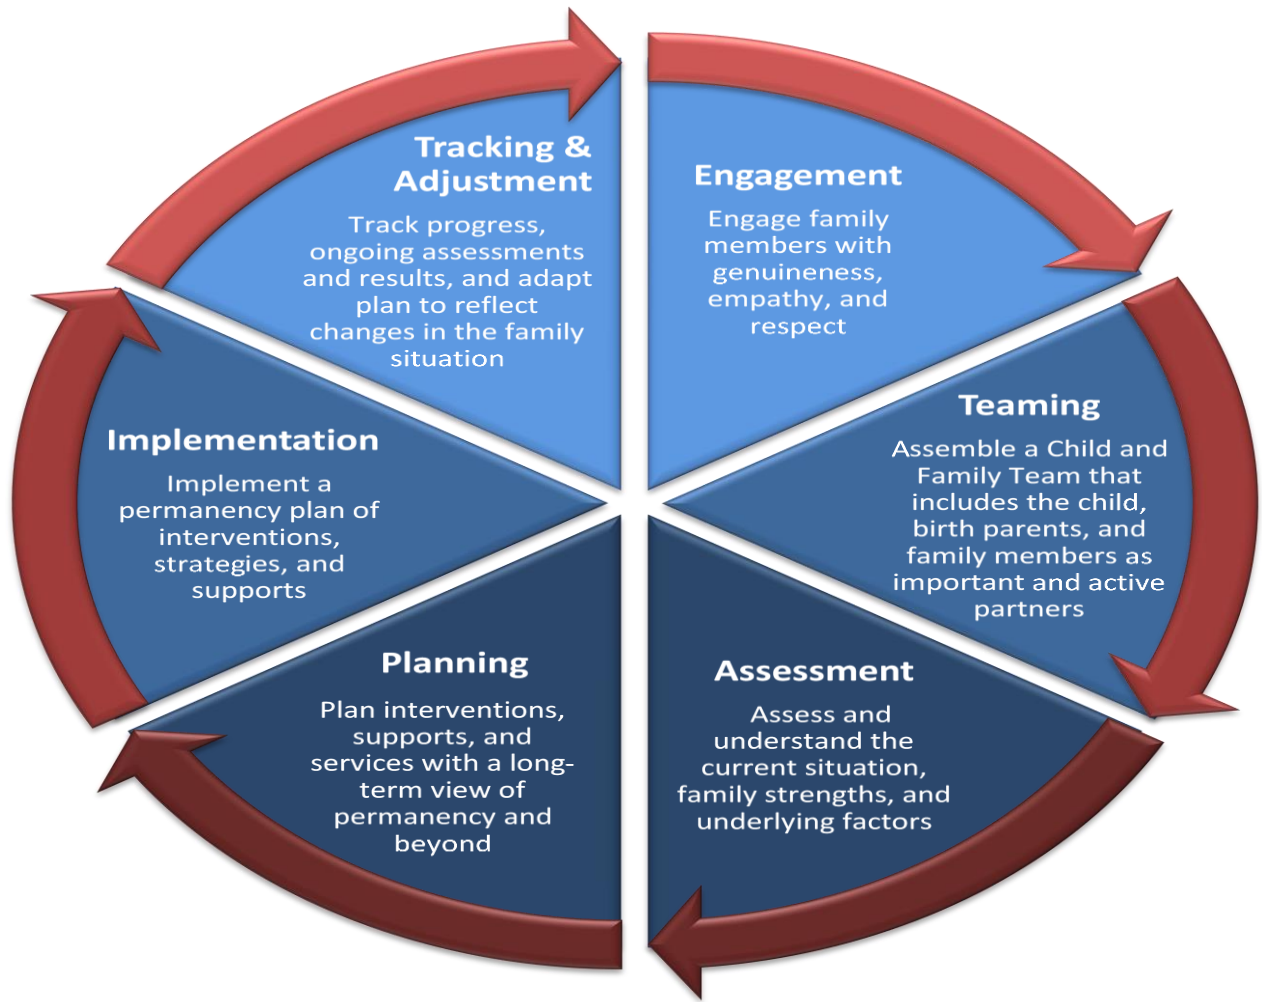 Engagement
Engage family
members with
genuineness,
empathy, and
respect
Teaming
Assemble a Child and
Family Team that
includes the child,
birth parents, and
family members as
important and active
partners
Assessment
Assess and
understand the
current situation,
family strengths, and
underlying factors
Planning
Plan interventions,
supports, and
services with a long-
term view of
permanency and
beyond
Implementation
Implement a
permanency plan of
interventions,
strategies, and
supports
Tracking &
Adjustment
Track progress,
ongoing assessments
and results, and adapt
plan to reflect
changes in the family
situation